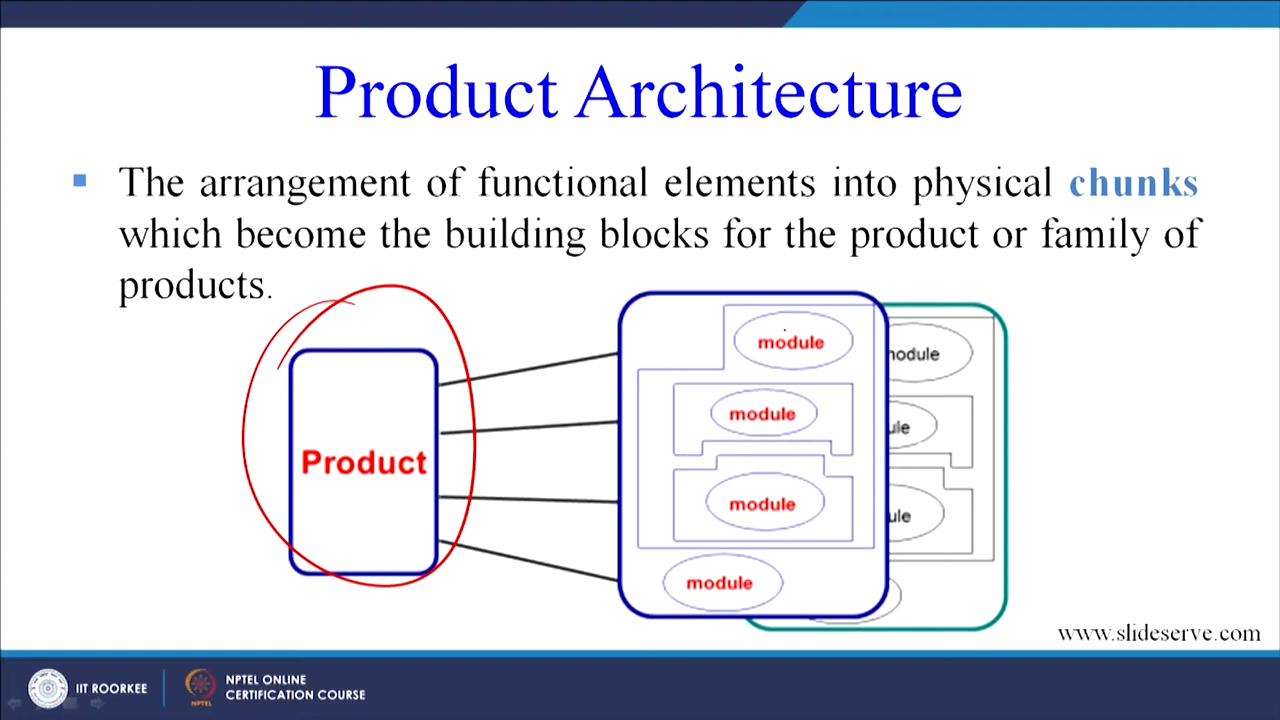 Product Architecture
The arrangement of functional elements into physical chunks
which become the building blocks for the product or family of
products.
Product
module
module
module
module
module
ule
ule
www.slideserve.com
IIT ROORKEE
NPTEL
NPTEL ONLINE
CERTIFICATION COURSE